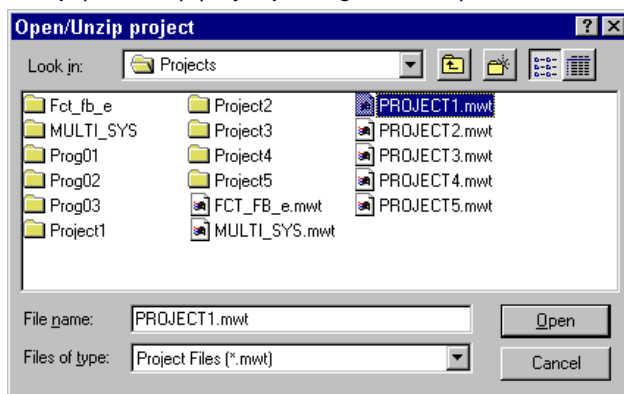 Open/Unzip project
Look in: Projects
Fct_fb_e
MULTI_SYS
Prog01
Prog02
Prog03
Project1
Project2
Project3
Project4
Project5
FCT_FB_e.mwt
MULTI_SYS.mwt
PROJECT1.mwt
PROJECT2.mwt
PROJECT3.mwt
PROJECT4.mwt
PROJECT5.mwt
File name: PROJECT1.mwt Open
Files of type: Project Files (*.mwt) Cancel